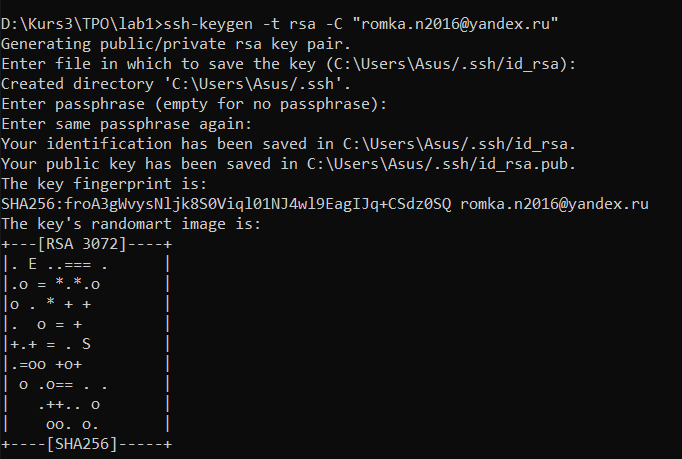 D:\Kurs3\TPO\lab1>ssh-keygen -t rsa -C "romka.n2016@yandex.ru"
Generating public/private rsa key pair.
Enter file in which to save the key (C:\Users\Asus/.ssh/id_rsa):
Created directory 'C:\Users\Asus/.ssh'.
Enter passphrase (empty for no passphrase):
Enter same passphrase again:
Your identification has been saved in C:\Users\Asus/.ssh/id_rsa.
Your public key has been saved in C:\Users\Asus/.ssh/id_rsa.pub.
The key fingerprint is:
SHA256:froA3gWvysNljk8S0Viql01NJ4wl9EagIJq+CSdz0SQ romka.n2016@yandex.ru
The key's randomart image is:
+---[RSA 3072]----+
|. E ..=== .      |
|.o = *.*.o       |
|o . * + +        |
|.  o = +         |
|+.+ = . S        |
|.=oo +o+         |
| o .o== . .      |
|   .++.. o       |
|    oo. o.       |
+----[SHA256]-----+